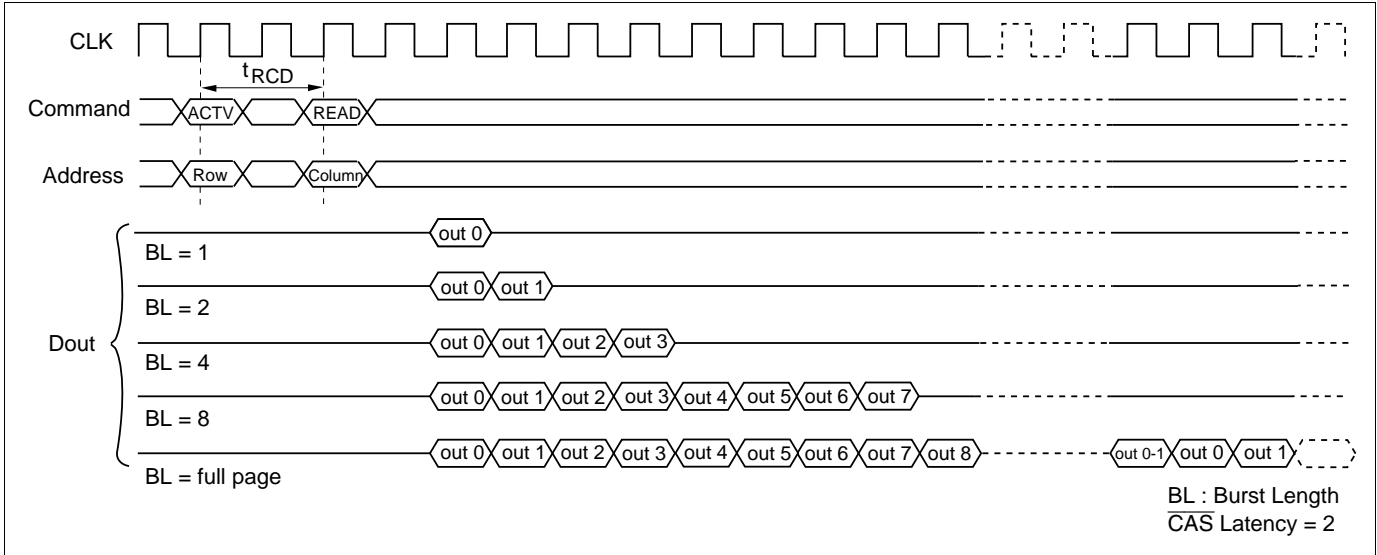 CLK
tRCD
Command ACTV READ
Address Row Column
Dout
out 0
BL = 1
out 0 out 1
BL = 2
out 0 out 1 out 2 out 3
BL = 4
out 0 out 1 out 2 out 3 out 4 out 5 out 6 out 7
BL = 8
out 0 out 1 out 2 out 3 out 4 out 5 out 6 out 7 out 8 out 0-1 out 0 out 1
BL = full page
BL : Burst Length
C̅A̅S̅ Latency = 2